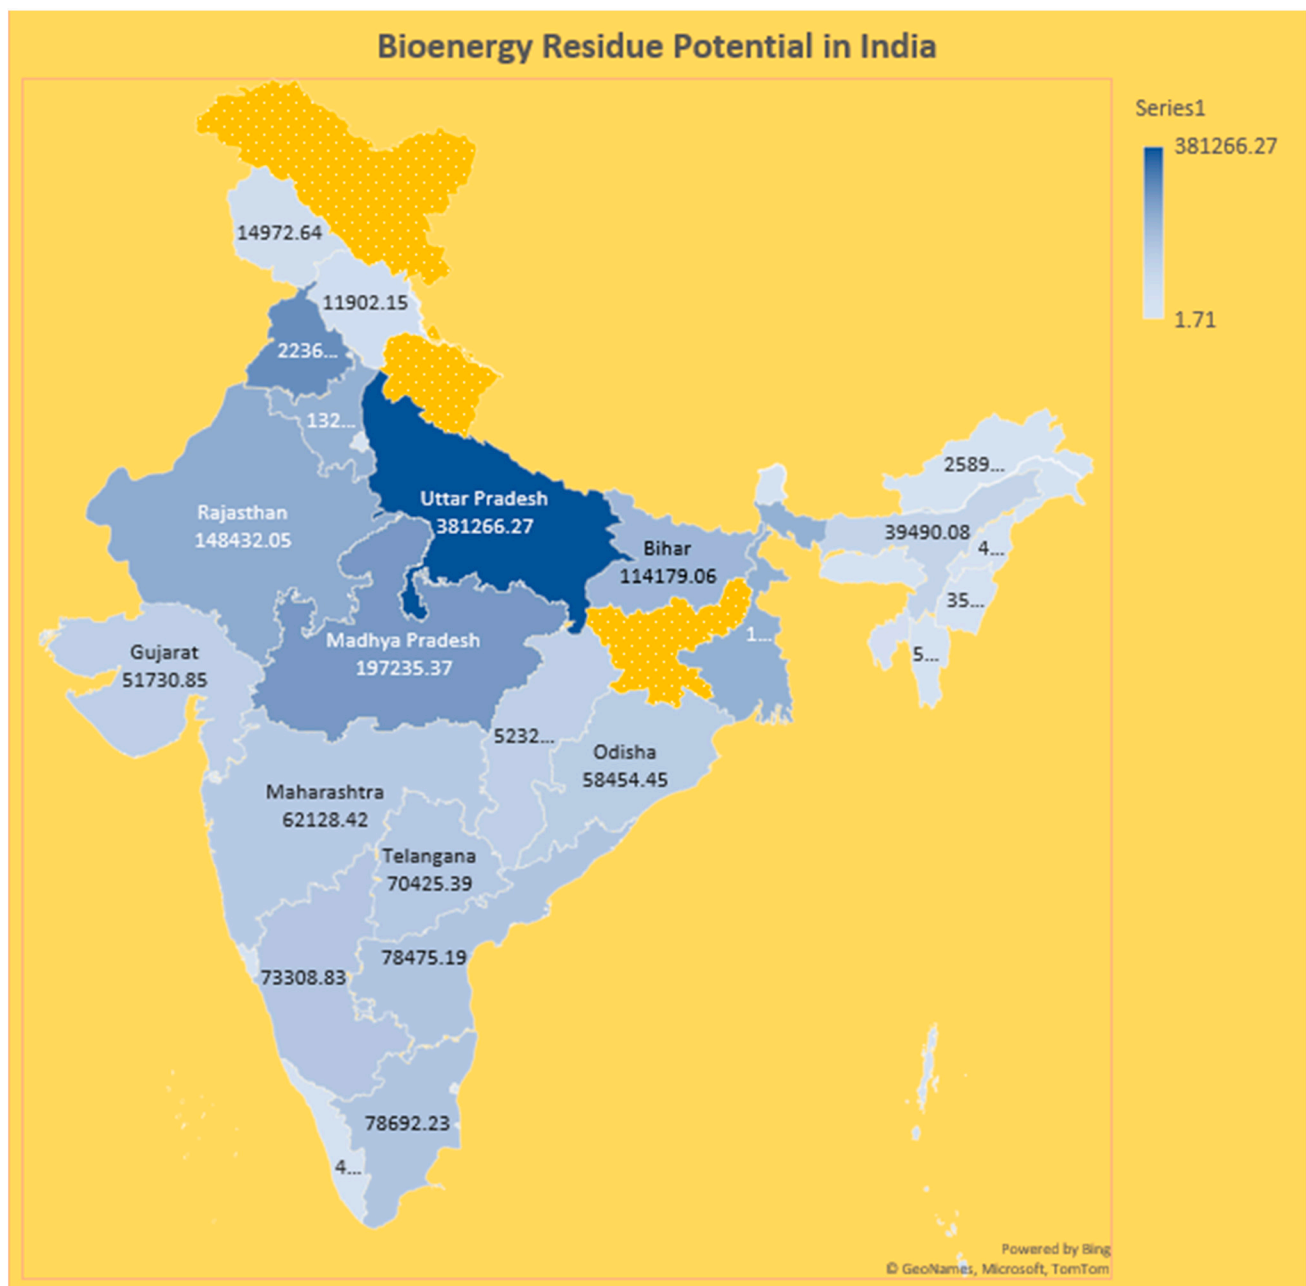 Bioenergy Residue Potential in India
Series1
381266.27
1.71
14972.64
11902.15
2236...
132...
Rajasthan
148432.05
Uttar Pradesh
381266.27
Bihar
114179.06
2589...
39490.08
4...
35...
5...
1...
Madhya Pradesh
197235.37
Gujarat
51730.85
5232...
Odisha
58454.45
Maharashtra
62128.42
Telangana
70425.39
78475.19
73308.83
78692.23
4...
Powered by Bing
© GeoNames, Microsoft, TomTom